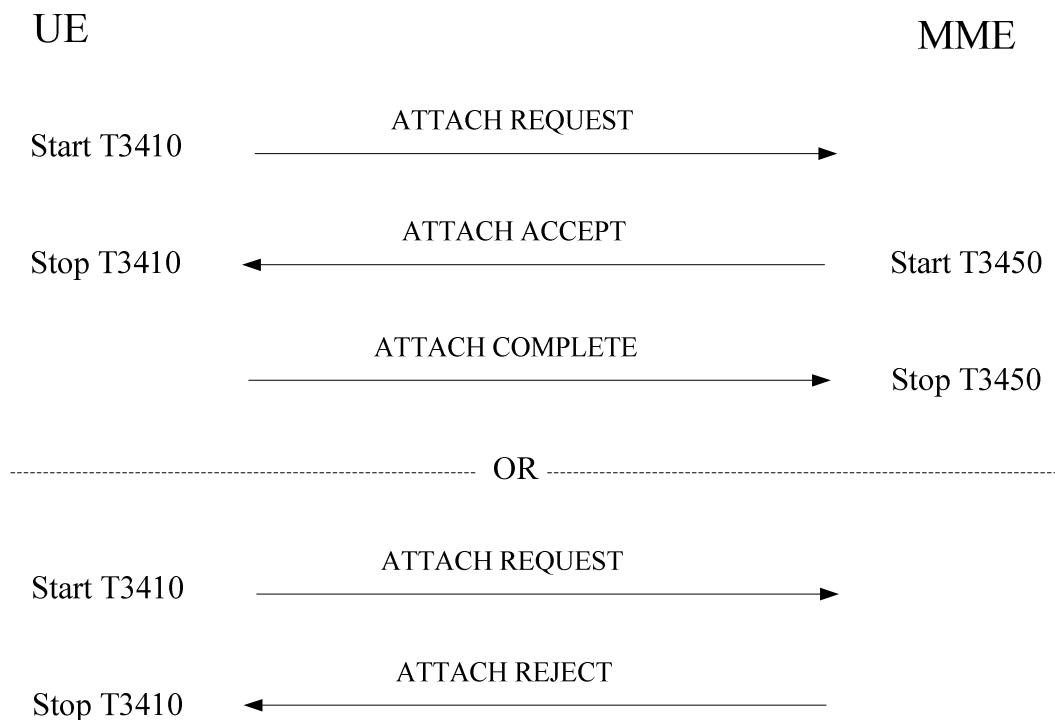 UE
MME
ATTACH REQUEST
Start T3410
ATTACH ACCEPT
Stop T3410
Start T3450
ATTACH COMPLETE
Stop T3450
OR
ATTACH REQUEST
Start T3410
ATTACH REJECT
Stop T3410